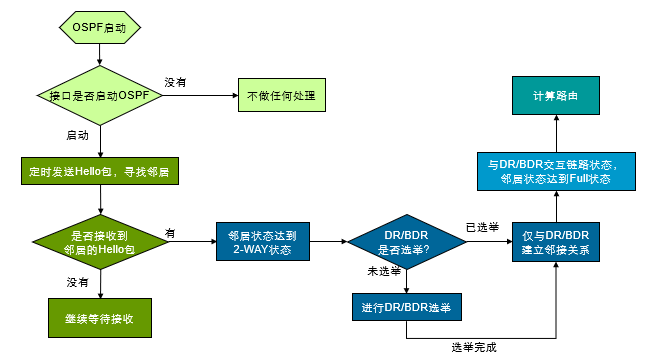 OSPF启动
接口是否启动OSPF
没有
不做任何处理
启动
定时发送Hello包，寻找邻居
是否接收到
邻居的Hello包
有
没有
继续等待接收
邻居状态达到
2-WAY状态
DR/BDR
是否选举?
已选举
未选举
进行DR/BDR选举
选举完成
仅与DR/BDR
建立邻接关系
与DR/BDR交互链路状态，
邻居状态达到Full状态
计算路由